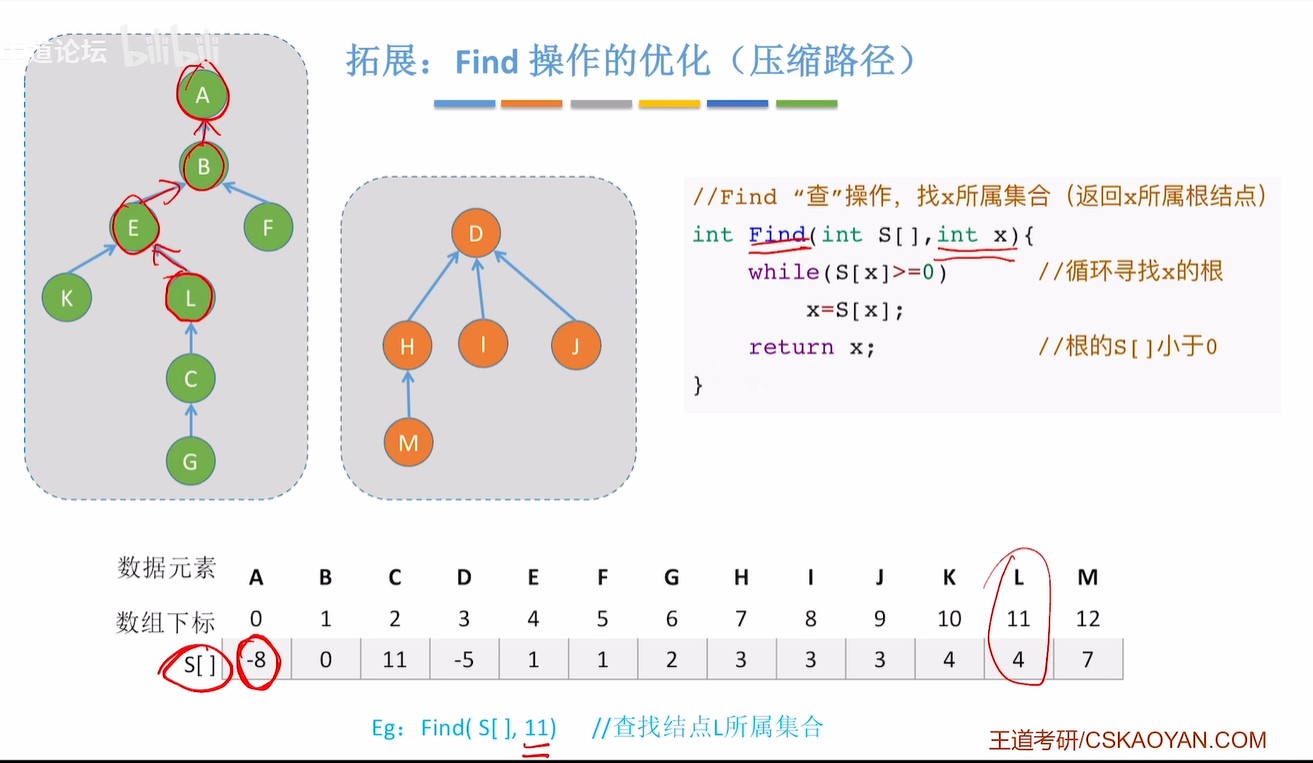 王道论坛 bilibili
拓展：Find 操作的优化（压缩路径）
A
B
E
F
K
L
C
G
D
H
I
J
M
//Find “查”操作，找x所属集合（返回x所属根结点）
int Find(int S[],int x){
while(S[x]>=0) //循环寻找x的根
x=S[x];
return x; //根的S[]小于0
}
数据元素 A B C D E F G H I J K L M
数组下标 0 1 2 3 4 5 6 7 8 9 10 11 12
S[ ] -8 0 11 -5 1 1 2 3 3 3 4 4 7
Eg：Find( S[ ], 11) //查找结点L所属集合
王道考研/CSKAOYAN.COM